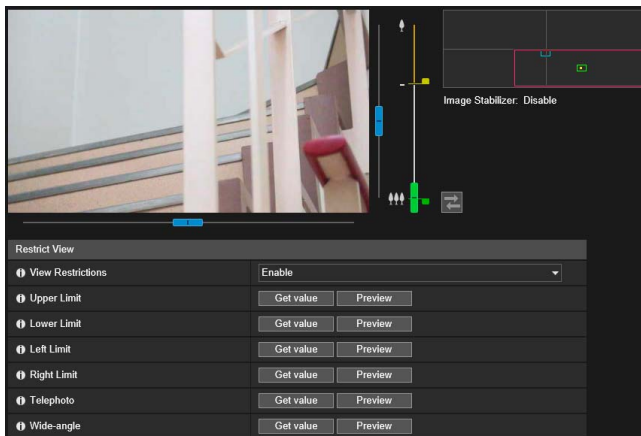 Image Stabilizer: Disable
Restrict View
View Restrictions Enable
Upper Limit Get value Preview
Lower Limit Get value Preview
Left Limit Get value Preview
Right Limit Get value Preview
Telephoto Get value Preview
Wide-angle Get value Preview